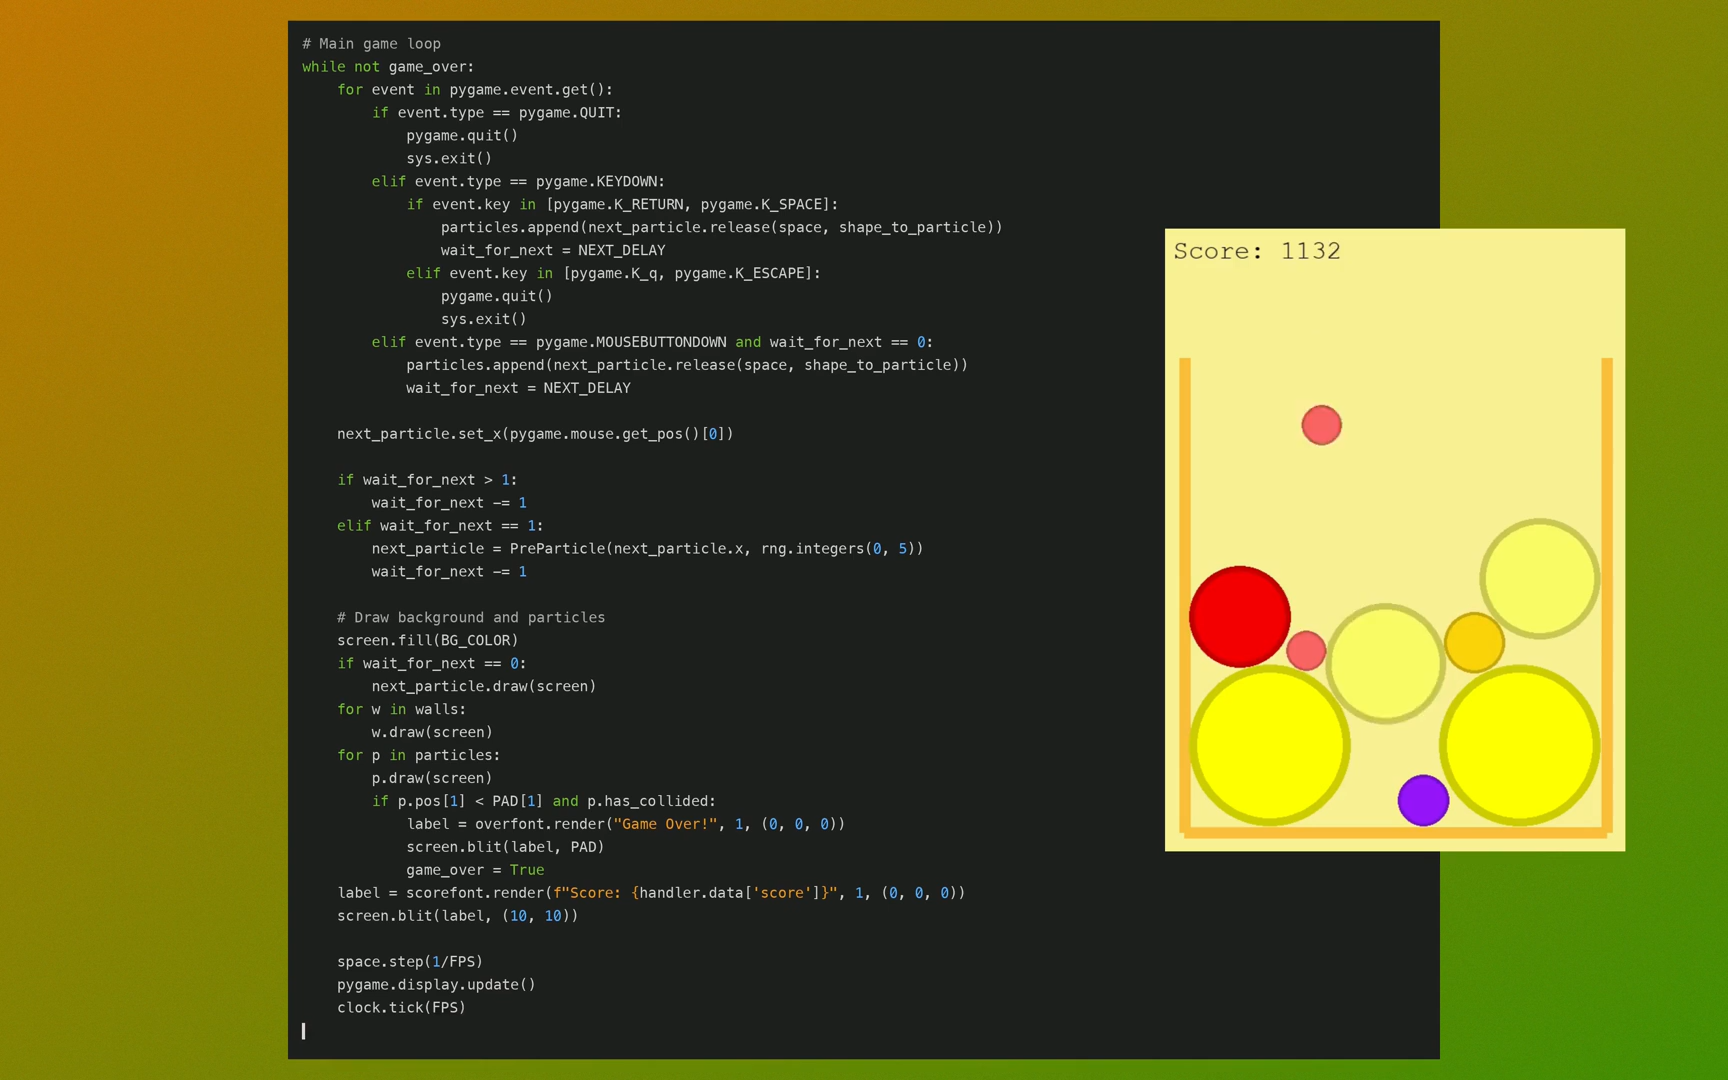 # Main game loop
while not game_over:
    for event in pygame.event.get():
        if event.type == pygame.QUIT:
            pygame.quit()
            sys.exit()
        elif event.type == pygame.KEYDOWN:
            if event.key in [pygame.K_RETURN, pygame.K_SPACE]:
                particles.append(next_particle.release(space, shape_to_particle))
                wait_for_next = NEXT_DELAY
            elif event.key in [pygame.K_q, pygame.K_ESCAPE]:
                pygame.quit()
                sys.exit()
        elif event.type == pygame.MOUSEBUTTONDOWN and wait_for_next == 0:
            particles.append(next_particle.release(space, shape_to_particle))
            wait_for_next = NEXT_DELAY

    next_particle.set_x(pygame.mouse.get_pos()[0])

    if wait_for_next > 1:
        wait_for_next -= 1
    elif wait_for_next == 1:
        next_particle = PreParticle(next_particle.x, rng.integers(0, 5))
        wait_for_next -= 1

    # Draw background and particles
    screen.fill(BG_COLOR)
    if wait_for_next == 0:
        next_particle.draw(screen)
    for w in walls:
        w.draw(screen)
    for p in particles:
        p.draw(screen)
        if p.pos[1] < PAD[1] and p.has_collided:
            label = overfont.render("Game Over!", 1, (0, 0, 0))
            screen.blit(label, PAD)
            game_over = True
    label = scorefont.render(f"Score: {handler.data['score']}", 1, (0, 0, 0))
    screen.blit(label, (10, 10))

    space.step(1/FPS)
    pygame.display.update()
    clock.tick(FPS)
Score: 1132